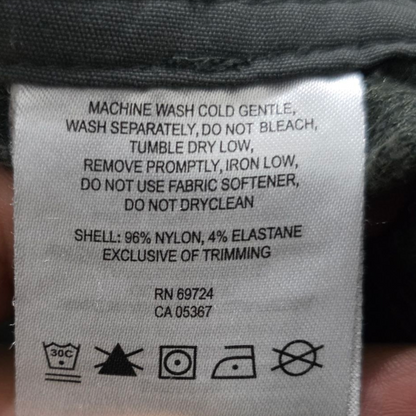 MACHINE WASH COLD GENTLE,
WASH SEPARATELY, DO NOT BLEACH,
TUMBLE DRY LOW,
REMOVE PROMPTLY, IRON LOW,
DO NOT USE FABRIC SOFTENER,
DO NOT DRYCLEAN
SHELL: 96% NYLON, 4% ELASTANE
EXCLUSIVE OF TRIMMING
RN 69724
CA 05367
30C